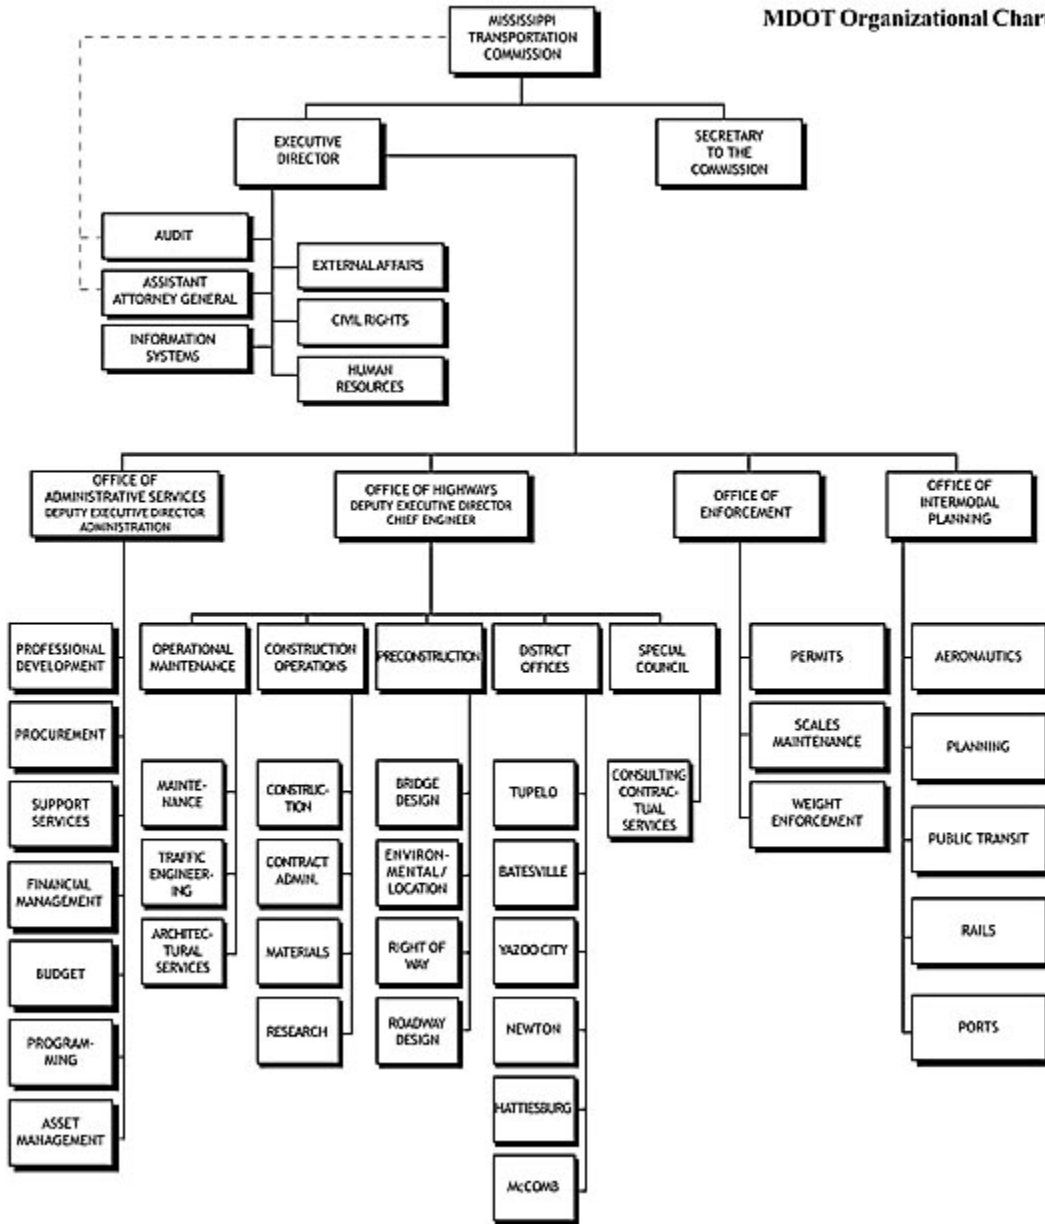 MDOT Organizational Char
MISSISSIPPI
TRANSPORTATION
COMMISSION
EXECUTIVE
DIRECTOR
SECRETARY
TO THE
COMMISSION
AUDIT
EXTERNAL AFFAIRS
ASSISTANT
ATTORNEY GENERAL
CIVIL RIGHTS
INFORMATION
SYSTEMS
HUMAN
RESOURCES
OFFICE OF
ADMINISTRATIVE SERVICES
DEPUTY EXECUTIVE DIRECTOR
ADMINISTRATION
OFFICE OF HIGHWAYS
DEPUTY EXECUTIVE DIRECTOR
CHIEF ENGINEER
OFFICE OF
ENFORCEMENT
OFFICE OF
INTERMODAL
PLANNING
PROFESSIONAL
DEVELOPMENT
PROCUREMENT
SUPPORT
SERVICES
FINANCIAL
MANAGEMENT
BUDGET
PROGRAM-
MING
ASSET
MANAGEMENT
OPERATIONAL
MAINTENANCE
MAINTE-
NANCE
TRAFFIC
ENGINEER-
ING
ARCHITEC-
TURAL
SERVICES
CONSTRUCTION
OPERATIONS
CONSTRUC-
TION
CONTRACT
ADMIN.
MATERIALS
RESEARCH
PRECONSTRUCTION
BRIDGE
DESIGN
ENVIRON-
MENTAL/
LOCATION
RIGHT OF
WAY
ROADWAY
DESIGN
DISTRICT
OFFICES
TUPELO
BATESVILLE
YAZOO CITY
NEWTON
HATTIESBURG
McCOMB
SPECIAL
COUNCIL
CONSULTING
CONTRAC-
TUAL
SERVICES
PERMITS
SCALES
MAINTENANCE
WEIGHT
ENFORCEMENT
AERONAUTICS
PLANNING
PUBLIC TRANSIT
RAILS
PORTS